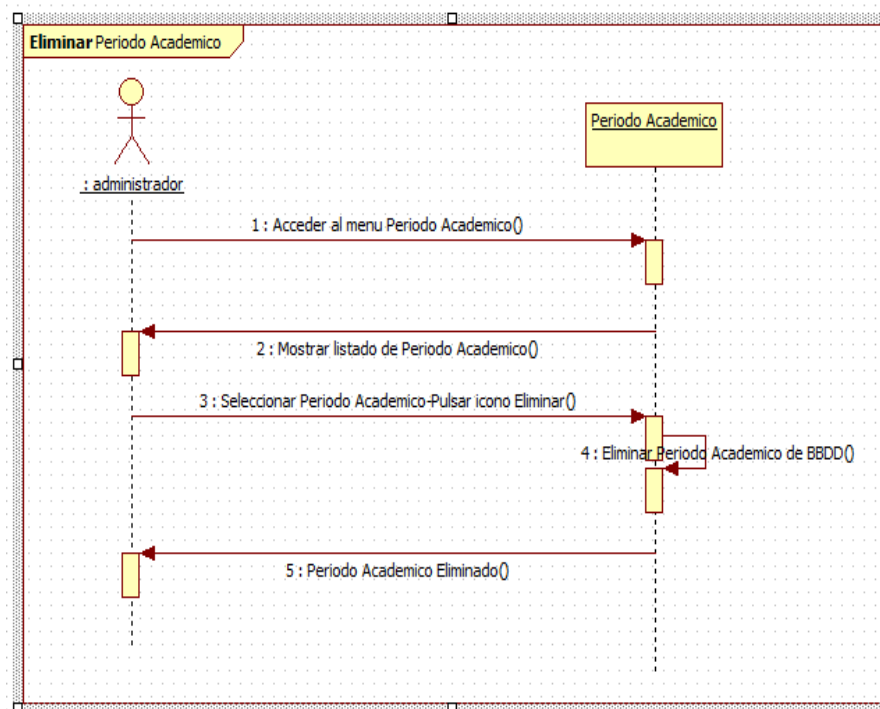 Eliminar Periodo Academico
Periodo Academico
: administrador
1 : Acceder al menu Periodo Academico()
2 : Mostrar listado de Periodo Academico()
3 : Seleccionar Periodo Academico-Pulsar icono Eliminar()
4 : Eliminar Periodo Academico de BBDD()
5 : Periodo Academico Eliminado()